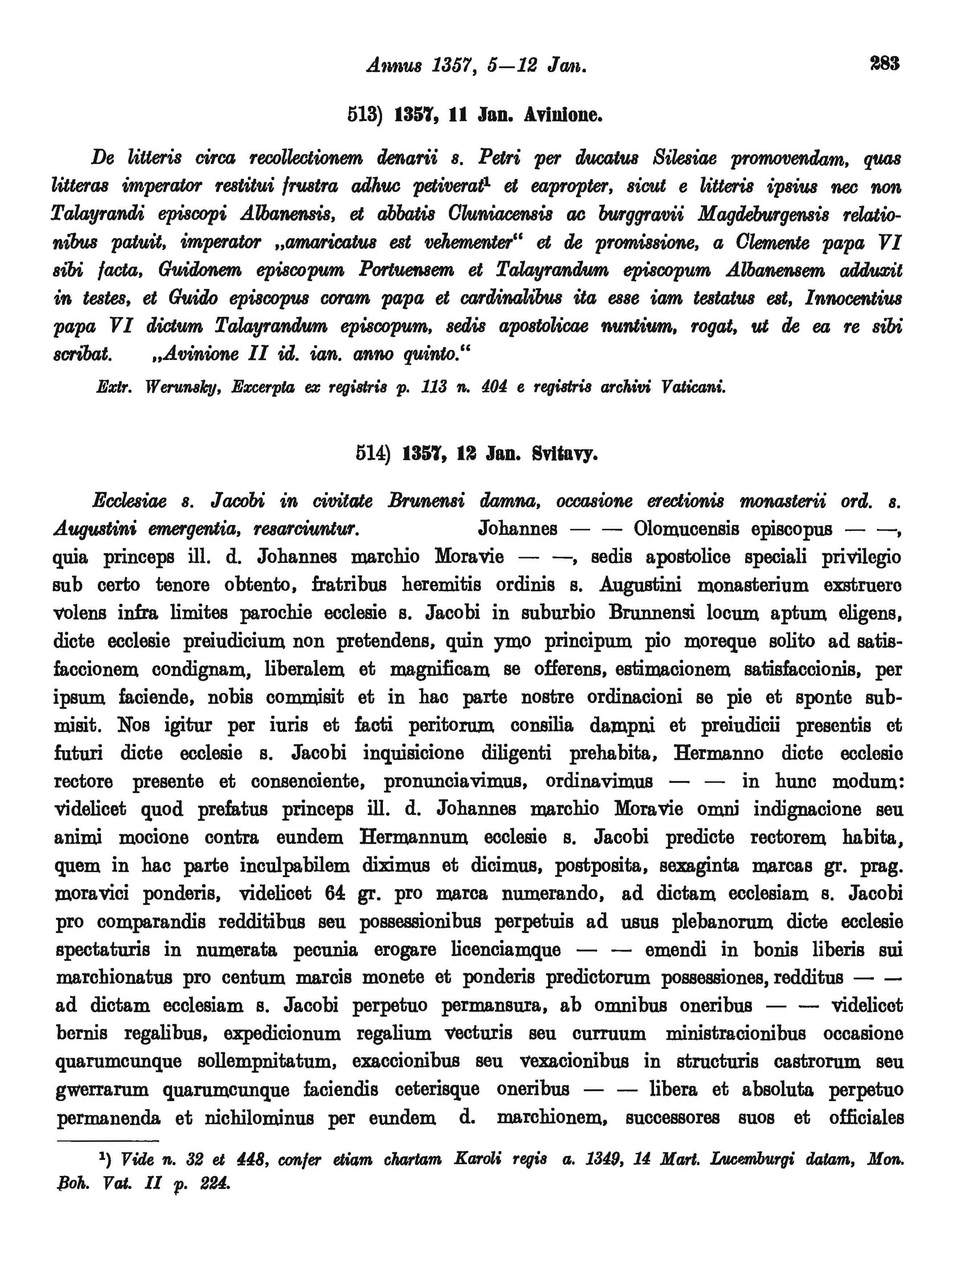 Annus 1357, 5—12 Jan.
283
513) 1357, 11 Jan. Avinione.
De litteris circa recollectionem denarii s. Petri per ducatus Silesiae promovendam, quas
litteras imperator restitui frustra adhuc petiverat¹ et eapropter, sicut e litteris ipsius nec non
Talayrandi episcopi Albanensis, et abbatis Cluniacensis ac burggravii Magdeburgensis relatio-
nibus patuit, imperator „amaricatus est vehementer“ et de promissione, a Clemente papa VI
sibi facta, Guidonem episcopum Portuensem et Talayrandum episcopum Albanensem adduxit
in testes, et Guido episcopus coram papa et cardinalibus ita esse iam testatus est, Innocentius
papa VI dictum Talayrandum episcopum, sedis apostolicae nuntium, rogat, ut de ea re sibi
scribat. „Avinione II id. ian. anno quinto.“
Extr. Werunsky, Excerpta ex registris p. 113 n. 404 e registris archivi Vaticani.
514) 1357, 12 Jan. Svitavy.
Ecclesiae s. Jacobi in civitate Brunensi damna, occasione erectionis monasterii ord. s.
Augustini emergentia, resarciuntur. Johannes — — Olomucensis episcopus — —,
quia princeps ill. d. Johannes marchio Moravie — —, sedis apostolice speciali privilegio
sub certo tenore obtento, fratribus heremitis ordinis s. Augustini monasterium exstruere
volens infra limites parochie ecclesie s. Jacobi in suburbio Brunnensi locum aptum eligens,
dicte ecclesie preiudicium non pretendens, quin ymo principum pio moreque solito ad satis-
faccionem condignam, liberalem et magnificam se offerens, estimacionem satisfaccionis, per
ipsum faciende, nobis commisit et in hac parte nostre ordinacioni se pie et sponte sub-
misit. Nos igitur per iuris et facti peritorum consilia dampni et preiudicii presentis et
futuri dicte ecclesie s. Jacobi inquisicione diligenti prehabita, Hermanno dicte ecclesie
rectore presente et consenciente, pronunciavimus, ordinavimus — — in hunc modum:
videlicet quod prefatus princeps ill. d. Johannes marchio Moravie omni indignacione seu
animi mocione contra eundem Hermannum ecclesie s. Jacobi predicte rectorem habita,
quem in hac parte inculpabilem diximus et dicimus, postposita, sexaginta marcas gr. prag.
moravici ponderis, videlicet 64 gr. pro marca numerando, ad dictam ecclesiam s. Jacobi
pro comparandis redditibus seu possessionibus perpetuis ad usus plebanorum dicte ecclesie
spectaturis in numerata pecunia erogare licenciamque — — emendi in bonis liberis sui
marchionatus pro centum marcis monete et ponderis predictorum possessiones, redditus — —
ad dictam ecclesiam s. Jacobi perpetuo permansura, ab omnibus oneribus — — videlicet
bernis regalibus, expedicionum regalium vecturis seu curruum ministracionibus occasione
quarumcunque sollempnitatum, exaccionibus seu vexacionibus in structuris castrorum seu
gwerrarum quarumcunque faciendis ceterisque oneribus — — libera et absoluta perpetuo
permanenda et nichilominus per eundem d. marchionem, successores suos et officiales
¹) Vide n. 32 et 448, confer etiam chartam Karoli regis a. 1349, 14 Mart. Lucemburgi datam, Mon.
Boh. Vat. II p. 224.